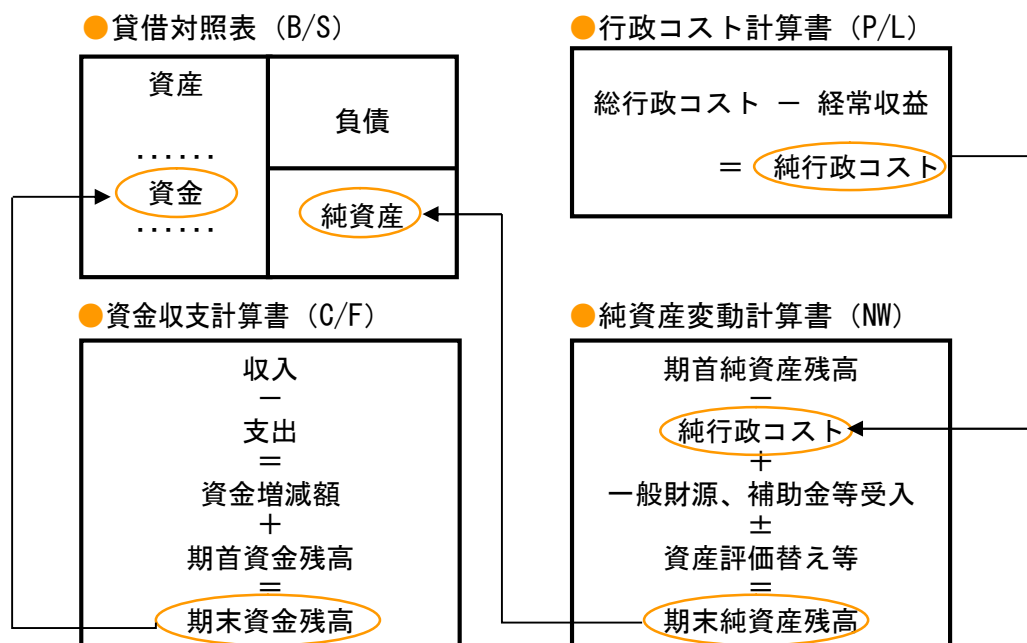 ●貸借対照表（B/S）
資産
負債
......
資金
......
純資産
●行政コスト計算書（P/L）
総行政コスト － 経常収益
＝ 純行政コスト
●資金収支計算書（C/F）
収入
－
支出
＝
資金増減額
＋
期首資金残高
＝
期末資金残高
●純資産変動計算書（NW）
期首純資産残高
－
純行政コスト
＋
一般財源、補助金等受入
±
資産評価替え等
＝
期末純資産残高